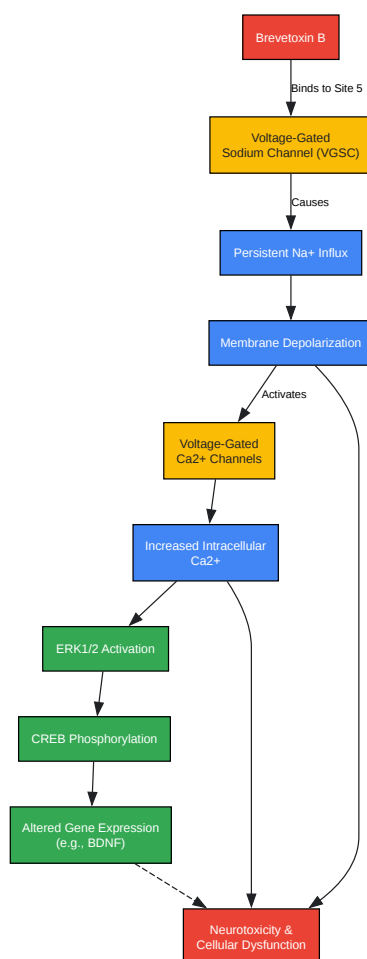 Brevetoxin B
Binds to Site 5
Voltage-Gated
Sodium Channel (VGSC)
Causes
Persistent Na+ Influx
Membrane Depolarization
Activates
Voltage-Gated
Ca2+ Channels
Increased Intracellular
Ca2+
ERK1/2 Activation
CREB Phosphorylation
Altered Gene Expression
(e.g., BDNF)
Neurotoxicity &
Cellular Dysfunction